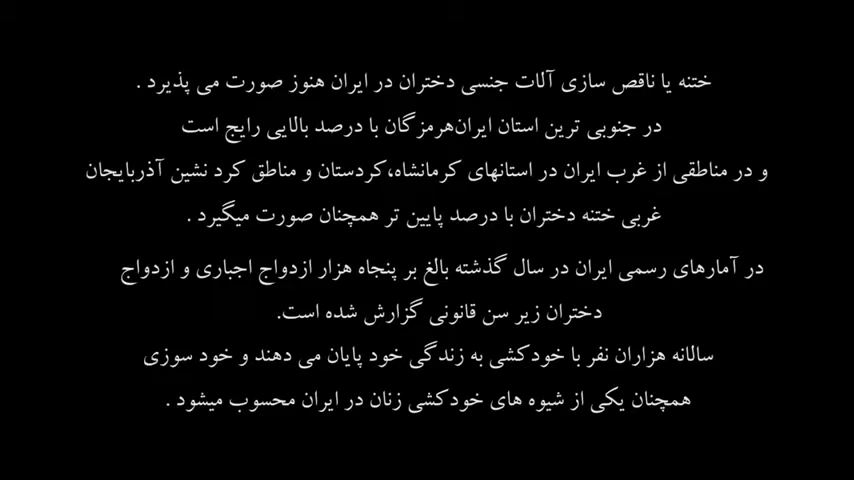 ختنه یا ناقص سازی آلات جنسی دختران در ایران هنوز صورت می پذیرد .
در جنوبی ترین استان ایران‌هرمزگان با درصد بالایی رایج است
و در مناطقی از غرب ایران در استانهای کرمانشاه،کردستان و مناطق کرد نشین آذربایجان
غربی ختنه دختران با درصد پایین تر همچنان صورت میگیرد .
در آمارهای رسمی ایران در سال گذشته بالغ بر پنجاه هزار ازدواج اجباری و ازدواج
دختران زیر سن قانونی گزارش شده است.
سالانه هزاران نفر با خودکشی به زندگی خود پایان می دهند و خود سوزی
همچنان یکی از شیوه های خودکشی زنان در ایران محسوب میشود .